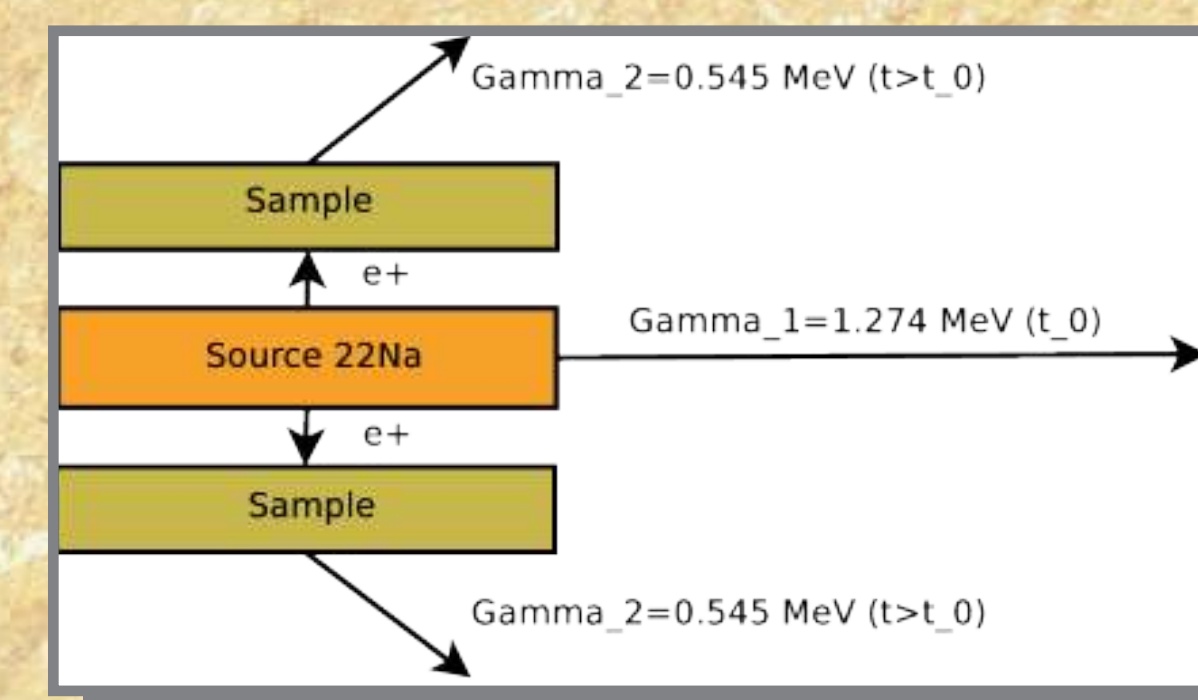 Gamma_2=0.545 MeV (t>t_0)
Sample
e+
Gamma_1=1.274 MeV (t_0)
Source 22Na
e+
Sample
Gamma_2=0.545 MeV (t>t_0)